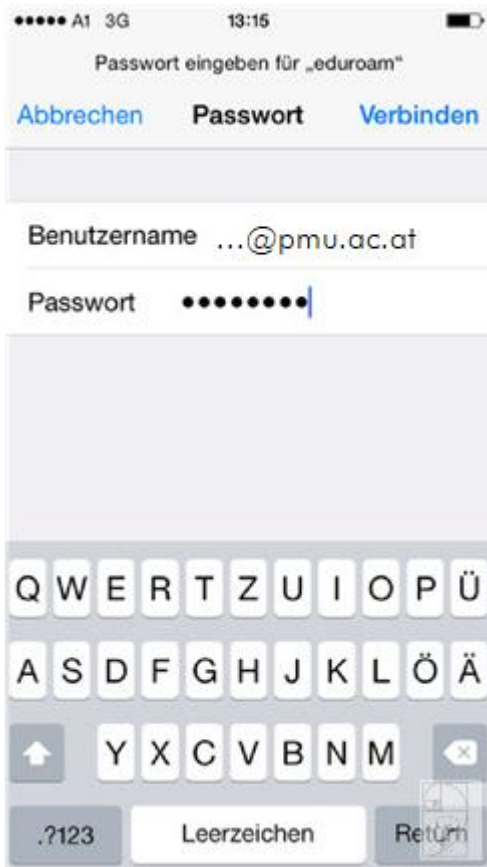 ●●●●● A1 3G 13:15
Passwort eingeben für „eduroam“
Abbrechen Passwort Verbinden
Benutzername ...@pmu.ac.at
Passwort ●●●●●●●●
Q W E R T Z U I O P Ü
A S D F G H J K L Ö Ä
Y X C V B N M
.?123 Leerzeichen Return